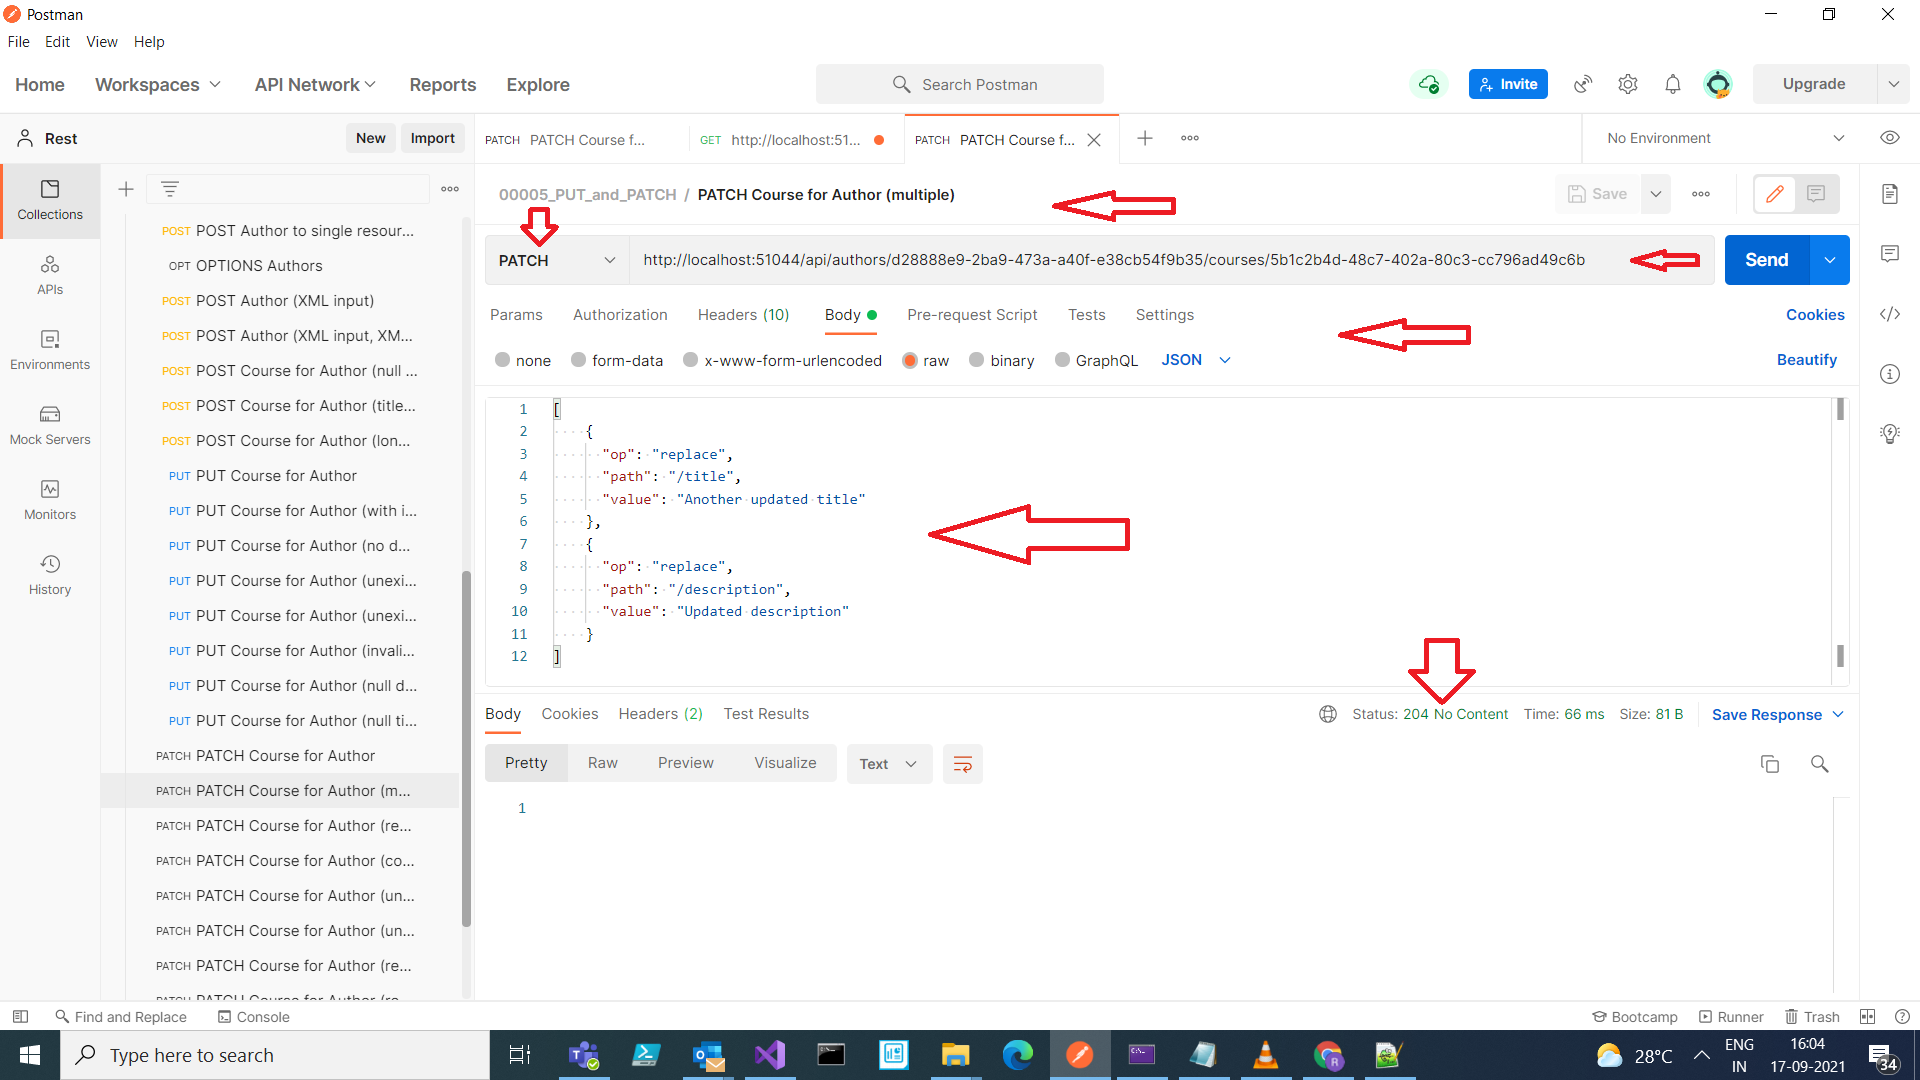 Postman
File Edit View Help
Home Workspaces API Network Reports Explore Search Postman Invite Upgrade
Rest New Import PATCH PATCH Course f... GET http://localhost:51... PATCH PATCH Course f... No Environment
Collections
APIs
Environments
Mock Servers
Monitors
History
POST POST Author to single resour...
OPT OPTIONS Authors
POST POST Author (XML input)
POST POST Author (XML input, XM...
POST POST Course for Author (null ...
POST POST Course for Author (title...
POST POST Course for Author (lon...
PUT PUT Course for Author
PUT PUT Course for Author (with i...
PUT PUT Course for Author (no d...
PUT PUT Course for Author (unexi...
PUT PUT Course for Author (unexi...
PUT PUT Course for Author (invali...
PUT PUT Course for Author (null d...
PUT PUT Course for Author (null ti...
PATCH PATCH Course for Author
PATCH PATCH Course for Author (m...
PATCH PATCH Course for Author (re...
PATCH PATCH Course for Author (co...
PATCH PATCH Course for Author (un...
PATCH PATCH Course for Author (un...
PATCH PATCH Course for Author (re...
00005_PUT_and_PATCH / PATCH Course for Author (multiple) Save
PATCH http://localhost:51044/api/authors/d28888e9-2ba9-473a-a40f-e38cb54f9b35/courses/5b1c2b4d-48c7-402a-80c3-cc796ad49c6b Send
Params Authorization Headers (10) Body Pre-request Script Tests Settings Cookies
none form-data x-www-form-urlencoded raw binary GraphQL JSON Beautify
1 [
2 {
3 "op": "replace",
4 "path": "/title",
5 "value": "Another updated title"
6 },
7 {
8 "op": "replace",
9 "path": "/description",
10 "value": "Updated description"
11 }
12 ]
Body Cookies Headers (2) Test Results Status: 204 No Content Time: 66 ms Size: 81 B Save Response
Pretty Raw Preview Visualize Text
1
Find and Replace Console Bootcamp Runner Trash
Type here to search 28°C ENG IN 16:04 17-09-2021 34